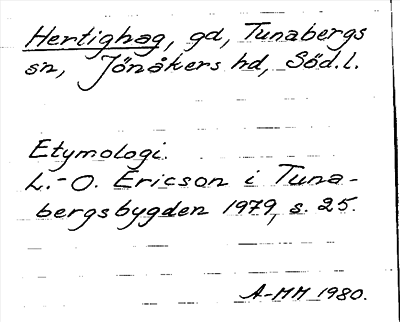 Hertighag, gd, Tunabergs
sn, Jönåkers hd, Söd.l.
Etymologi.
L.-O. Ericson i Tuna-
bergsbygden 1979, s. 25.
A-MM 1980.